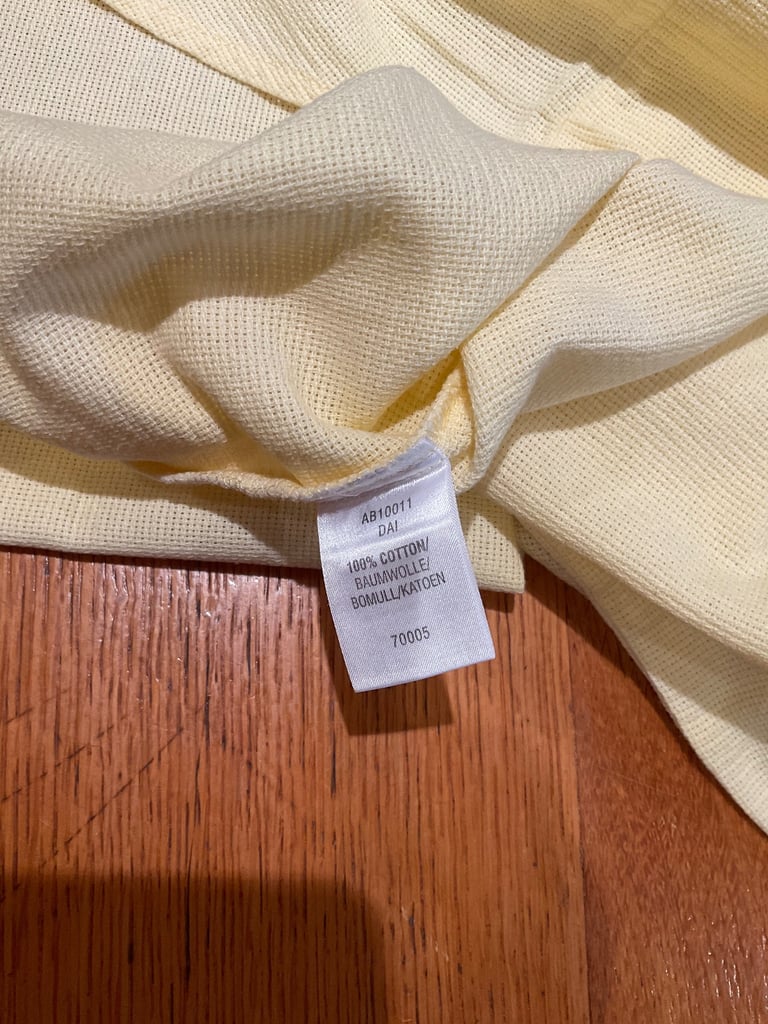 AB10011
DAI
100% COTTON/
BAUMWOLLE/
BOMULL/KATOEN
70005